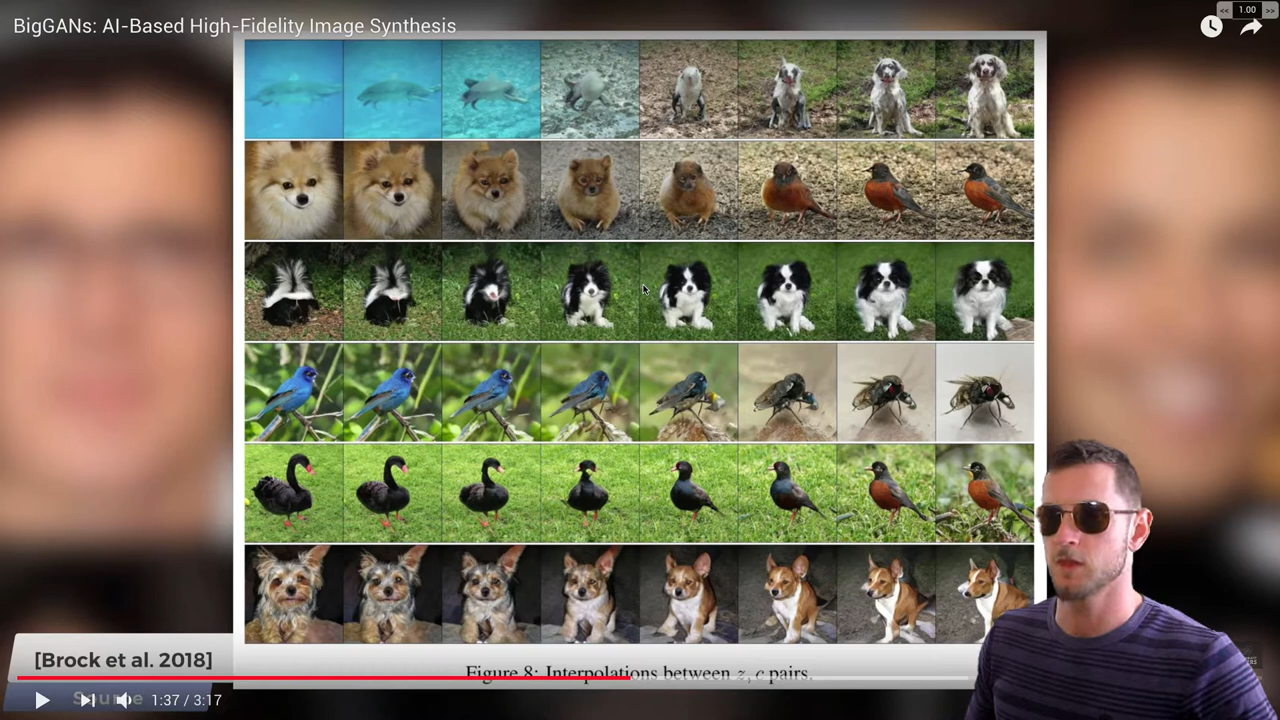 BigGANs: AI-Based High-Fidelity Image Synthesis
<< 1.00 >>
[Brock et al. 2018]
Figure 8: Interpolations between z, c pairs.
Source
1:37 / 3:17